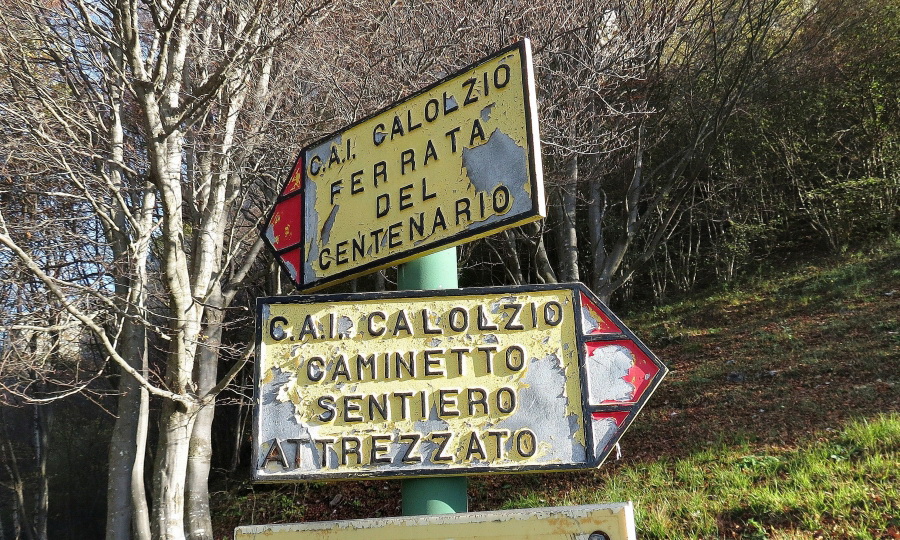 C.A.I. CALOLZIO
FERRATA
DEL
CENTENARIO
C.A.I. CALOLZIO
CAMINETTO
SENTIERO
ATTREZZATO